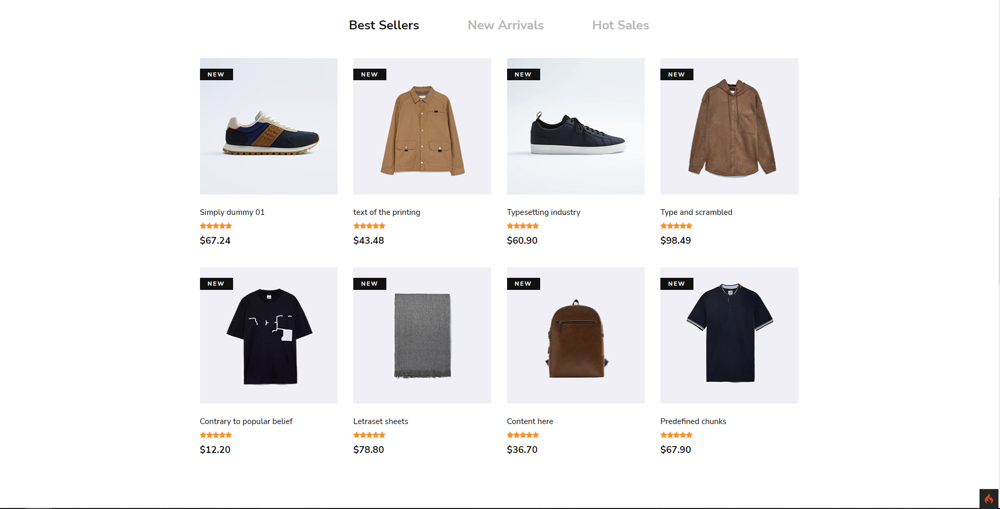 Best Sellers New Arrivals Hot Sales
NEW NEW NEW NEW
Simply dummy 01 text of the printing Typesetting industry Type and scrambled
$67.24 $43.48 $60.90 $98.49
NEW NEW NEW NEW
Contrary to popular belief Letraset sheets Content here Predefined chunks
$12.20 $78.80 $36.70 $67.90